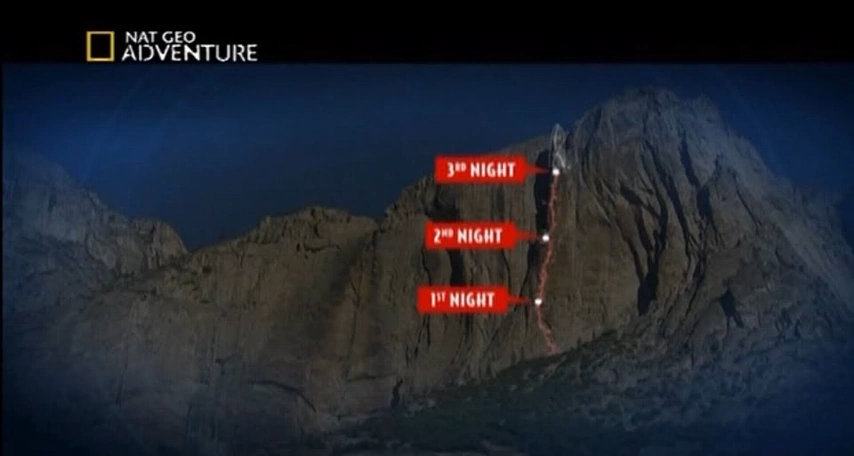 NAT GEO
ADVENTURE
3RD NIGHT
2ND NIGHT
1ST NIGHT